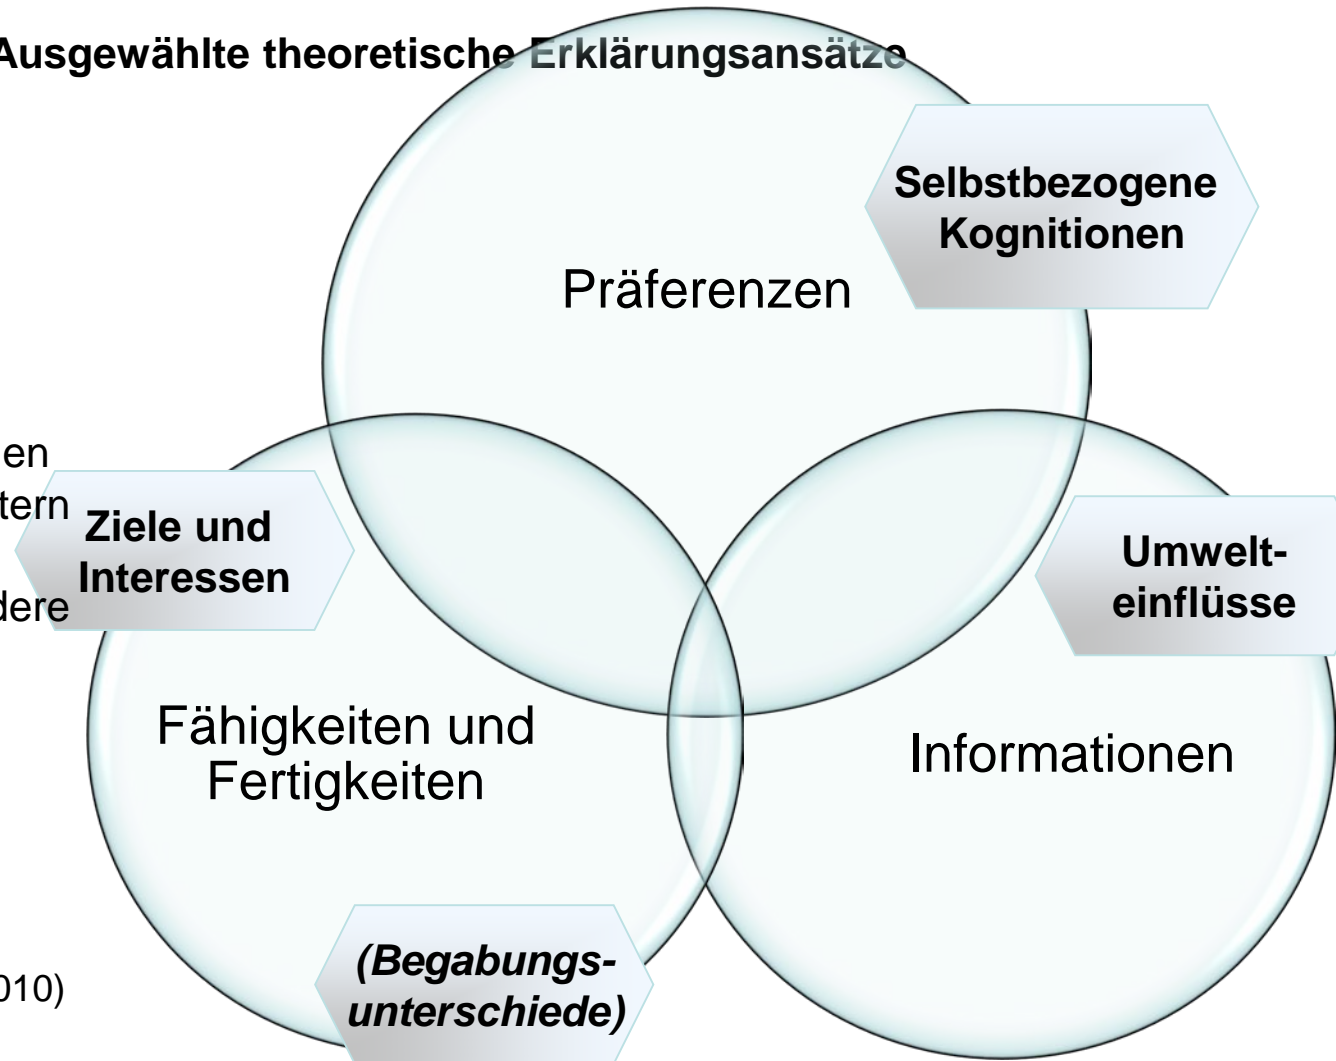 Ausgewählte theoretische Erklärungsansätze
Selbstbezogene
Kognitionen
Präferenzen
en
tern
dere
Ziele und
Interessen
Umwelt-
einflüsse
Fähigkeiten und
Fertigkeiten
Informationen
(Begabungs-
unterschiede)
010)